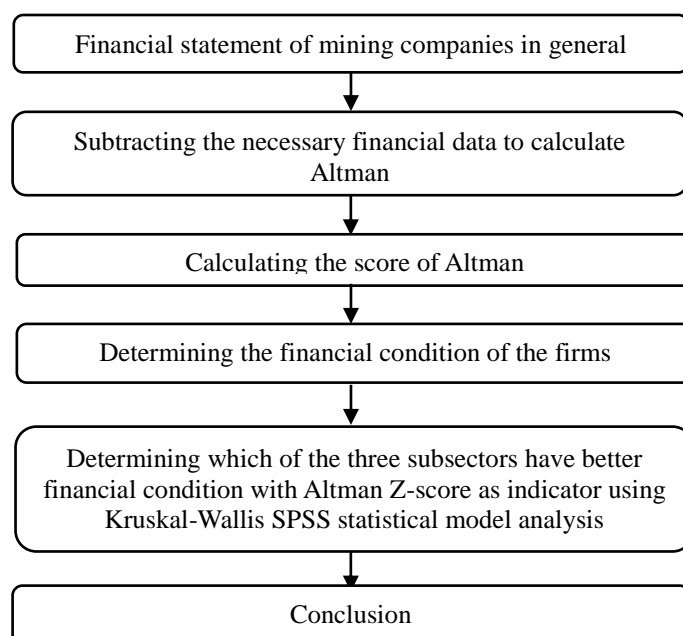 Financial statement of mining companies in general
Subtracting the necessary financial data to calculate
Altman
Calculating the score of Altman
Determining the financial condition of the firms
Determining which of the three subsectors have better
financial condition with Altman Z-score as indicator using
Kruskal-Wallis SPSS statistical model analysis
Conclusion